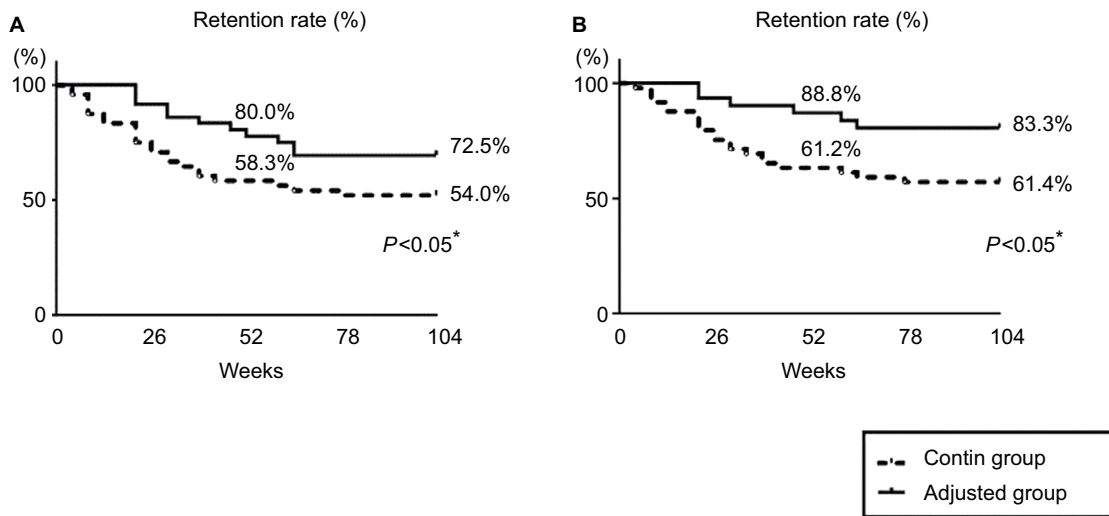 A
Retention rate (%)
(%)
100
80.0%
72.5%
58.3%
50
54.0%
P<0.05*
0
0 26 52 78 104
Weeks
B
Retention rate (%)
(%)
100
88.8%
83.3%
61.2%
50
61.4%
P<0.05*
0
0 26 52 78 104
Weeks
Contin group
Adjusted group